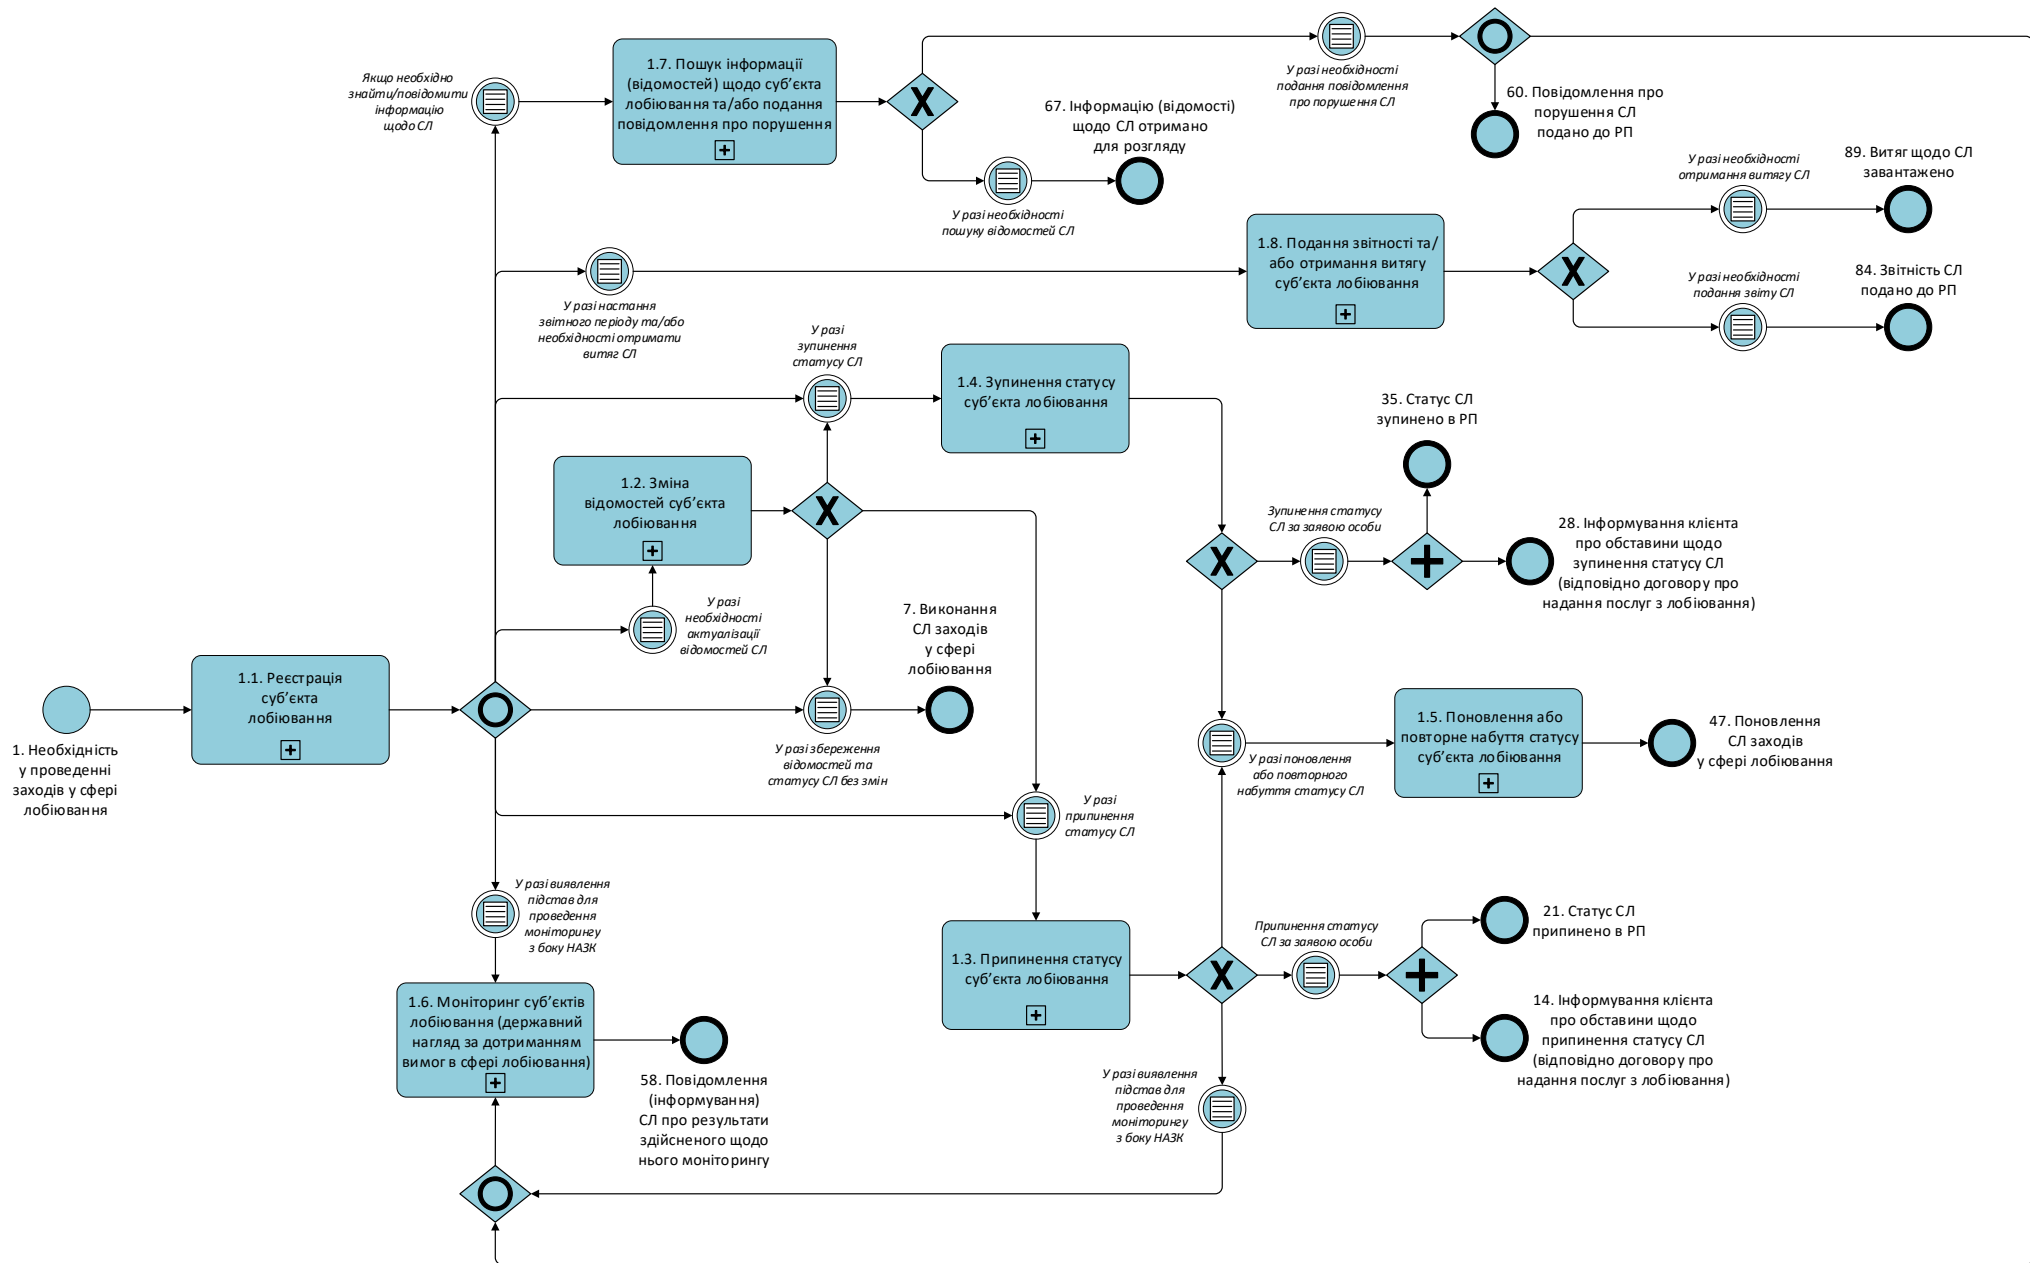 1.7. Пошук інформації
(відомостей) щодо суб’єкта
лобіювання та/або подання
повідомлення про порушення
Якщо необхідно
знайти/повідомити
інформацію
щодо СЛ
У разі необхідності
подання повідомлення
про порушення СЛ
60. Повідомлення про
порушення СЛ
подано до РП
67. Інформацію (відомості)
щодо СЛ отримано
для розгляду
У разі необхідності
пошуку відомостей СЛ
У разі необхідності
отримання витягу СЛ
89. Витяг щодо СЛ
завантажено
1.8. Подання звітності та/
або отримання витягу
суб’єкта лобіювання
У разі необхідності
подання звіту СЛ
84. Звітність СЛ
подано до РП
У разі настання
звітного періоду та/або
необхідності отримати
витяг СЛ
У разі
зупинення
статусу СЛ
1.4. Зупинення статусу
суб’єкта лобіювання
35. Статус СЛ
зупинено в РП
1.2. Зміна
відомостей суб’єкта
лобіювання
Зупинення статусу
СЛ за заявою особи
28. Інформування клієнта
про обставини щодо
зупинення статусу СЛ
(відповідно договору про
надання послуг з лобіювання)
У разі
необхідності
актуалізації
відомостей СЛ
7. Виконання
СЛ заходів
у сфері
лобіювання
1.1. Реєстрація
суб’єкта
лобіювання
1. Необхідність
у проведенні
заходів у сфері
лобіювання
У разі збереження
відомостей та
статусу СЛ без змін
У разі поновлення
або повторного
набуття статусу СЛ
1.5. Поновлення або
повторне набуття статусу
суб’єкта лобіювання
47. Поновлення
СЛ заходів
у сфері лобіювання
У разі
припинення
статусу СЛ
У разі виявлення
підстав для
проведення
моніторингу
з боку НАЗК
1.3. Припинення статусу
суб’єкта лобіювання
Припинення статусу
СЛ за заявою особи
21. Статус СЛ
припинено в РП
14. Інформування клієнта
про обставини щодо
припинення статусу СЛ
(відповідно договору про
надання послуг з лобіювання)
1.6. Моніторинг суб’єктів
лобіювання (державний
нагляд за дотриманням
вимог в сфері лобіювання)
58. Повідомлення
(інформування)
СЛ про результати
здійсненого щодо
нього моніторингу
У разі виявлення
підстав для
проведення
моніторингу
з боку НАЗК